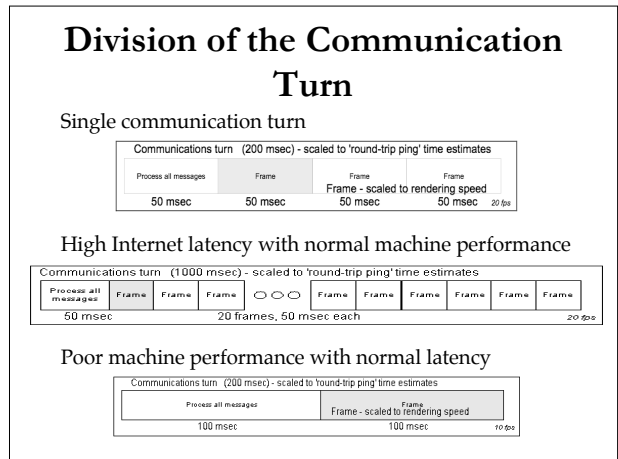 Division of the Communication
Turn
Single communication turn
Communications turn (200 msec) - scaled to 'round-trip ping' time estimates
Process all messages Frame Frame Frame
Frame - scaled to rendering speed
50 msec 50 msec 50 msec 50 msec 20 fps
High Internet latency with normal machine performance
Communications turn (1000 msec) - scaled to 'round-trip ping' time estimates
Process all messages Frame Frame Frame Frame Frame Frame Frame Frame Frame
50 msec 20 frames, 50 msec each 20 fps
Poor machine performance with normal latency
Communications turn (200 msec) - scaled to 'round-trip ping' time estimates
Process all messages Frame
Frame - scaled to rendering speed
100 msec 100 msec 10 fps